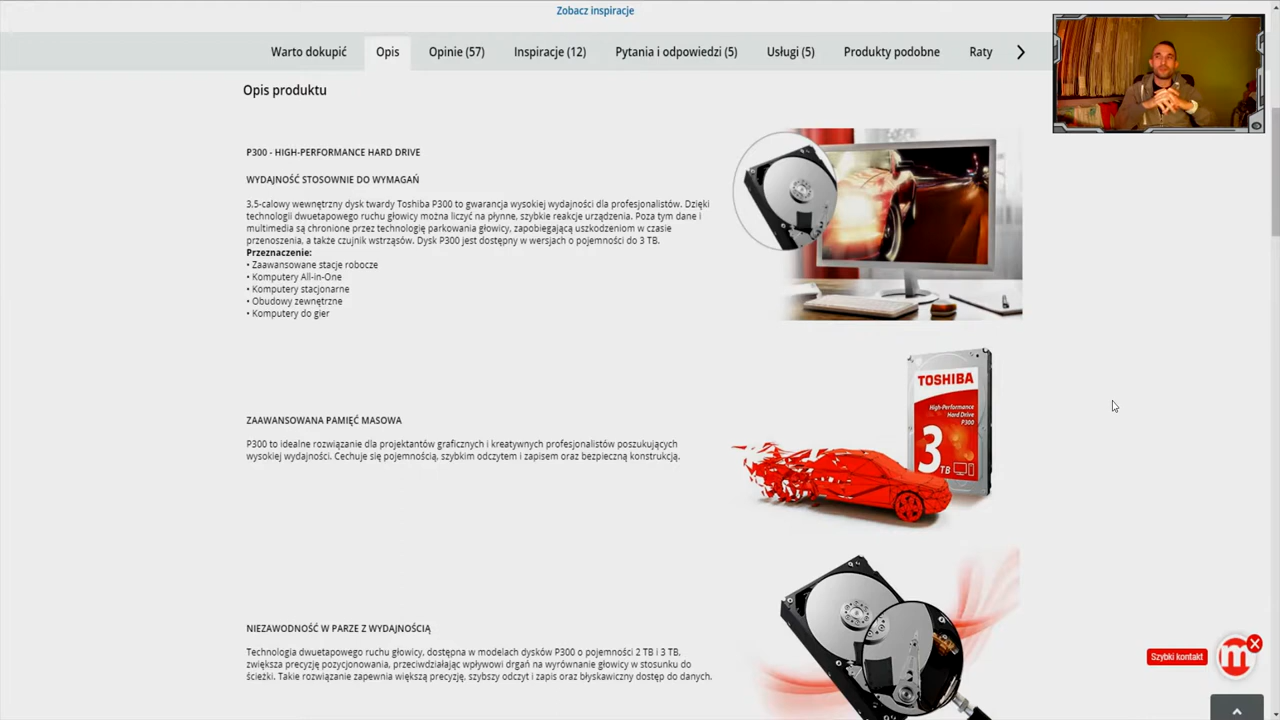 Zobacz inspiracje
Warto dokupić
Opis
Opinie (57)
Inspiracje (12)
Pytania i odpowiedzi (5)
Usługi (5)
Produkty podobne
Raty
Opis produktu
P300 - HIGH-PERFORMANCE HARD DRIVE
WYDAJNOŚĆ STOSOWNIE DO WYMAGAŃ
3,5-calowy wewnętrzny dysk twardy Toshiba P300 to gwarancja wysokiej wydajności dla profesjonalistów. Dzięki
technologii dwuetapowego ruchu głowicy można liczyć na płynne, szybkie reakcje urządzenia. Poza tym dane i
multimedia są chronione przez technologię parkowania głowicy, zapobiegającą uszkodzeniom w czasie
przenoszenia, a także czujnik wstrząsów. Dysk P300 jest dostępny w wersjach o pojemności do 3 TB.
Przeznaczenie:
• Zaawansowane stacje robocze
• Komputery All-in-One
• Komputery stacjonarne
• Obudowy zewnętrzne
• Komputery do gier
ZAAWANSOWANA PAMIĘĆ MASOWA
P300 to idealne rozwiązanie dla projektantów graficznych i kreatywnych profesjonalistów poszukujących
wysokiej wydajności. Cechuje się pojemnością, szybkim odczytem i zapisem oraz bezpieczną konstrukcją.
TOSHIBA
High-Performance
Hard Drive
P300
3
TB
NIEZAWODNOŚĆ W PARZE Z WYDAJNOŚCIĄ
Technologia dwuetapowego ruchu głowicy, dostępna w modelach dysków P300 o pojemności 2 TB i 3 TB,
zwiększa precyzję pozycjonowania, przeciwdziałając wpływowi drgań na wyrównanie głowicy w stosunku do
ścieżki. Takie rozwiązanie zapewnia większą precyzję, szybszy odczyt i zapis oraz błyskawiczny dostęp do danych.
Szybki kontakt
m